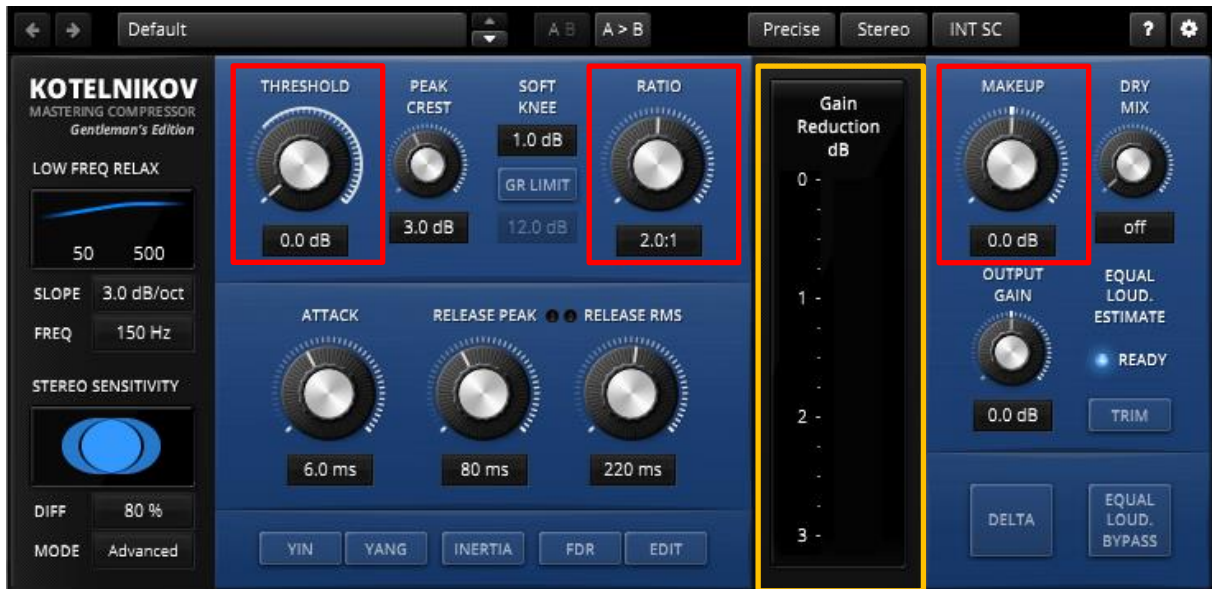 Default
A B
A > B
Precise
Stereo
INT SC
?
KOTELNIKOV
MASTERING COMPRESSOR
Gentleman's Edition
LOW FREQ RELAX
50 500
SLOPE 3.0 dB/oct
FREQ 150 Hz
STEREO SENSITIVITY
DIFF 80 %
MODE Advanced
THRESHOLD
0.0 dB
PEAK
CREST
3.0 dB
SOFT
KNEE
1.0 dB
GR LIMIT
12.0 dB
RATIO
2.0:1
ATTACK
6.0 ms
RELEASE PEAK
80 ms
RELEASE RMS
220 ms
YIN
YANG
INERTIA
FDR
EDIT
Gain
Reduction
dB
0 -
1 -
2 -
3 -
MAKEUP
0.0 dB
DRY
MIX
off
OUTPUT
GAIN
0.0 dB
EQUAL
LOUD.
ESTIMATE
READY
TRIM
DELTA
EQUAL
LOUD.
BYPASS